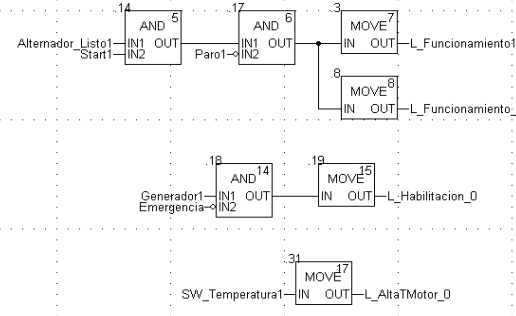 .14 5 .17 6 .3 7
AND AND MOVE
Alternador_Listo1 IN1 OUT IN1 OUT IN OUT L_Funcionamiento1
Start1 IN2 Paro1 IN2
.8 8
MOVE
IN OUT L_Funcionamiento_
.18 14 .19 15
AND MOVE
Generador1 IN1 OUT IN OUT L_Habilitacion_0
Emergencia IN2
.31 17
MOVE
SW_Temperatura1 IN OUT L_AltaTMotor_0